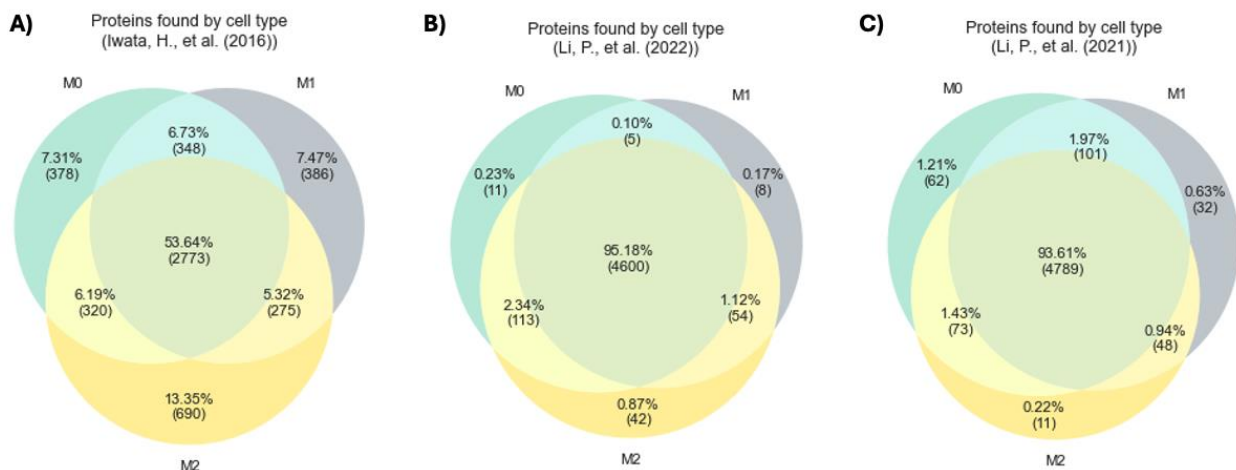 A)
Proteins found by cell type
(Iwata, H., et al. (2016))
M0
M1
6.73%
(348)
7.31%
(378)
7.47%
(386)
53.64%
(2773)
6.19%
(320)
5.32%
(275)
13.35%
(690)
M2
B)
Proteins found by cell type
(Li, P., et al. (2022))
M0
M1
0.10%
(5)
0.23%
(11)
0.17%
(8)
95.18%
(4600)
2.34%
(113)
1.12%
(54)
0.87%
(42)
M2
C)
Proteins found by cell type
(Li, P., et al. (2021))
M0
M1
1.97%
(101)
1.21%
(62)
0.63%
(32)
93.61%
(4789)
1.43%
(73)
0.94%
(48)
0.22%
(11)
M2